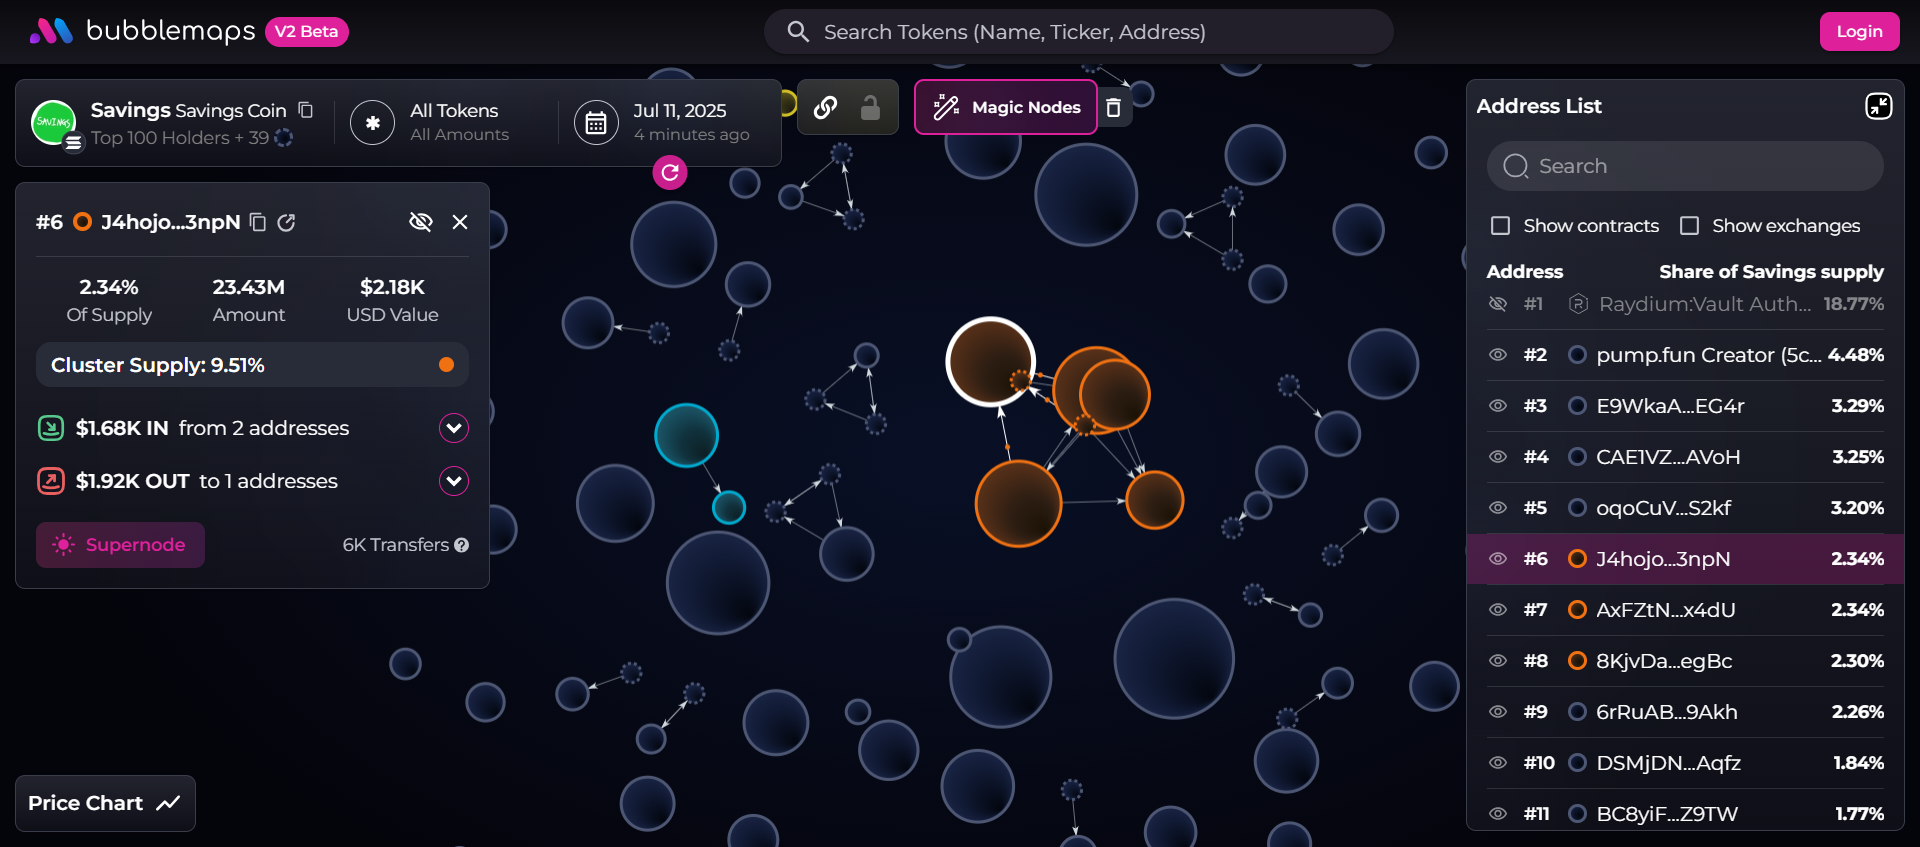 bubblemaps V2 Beta
Search Tokens (Name, Ticker, Address)
Login
Savings Savings Coin
Top 100 Holders + 39
SAVINGS
All Tokens
All Amounts
Jul 11, 2025
4 minutes ago
Magic Nodes
#6 J4hojo...3npN
2.34% 23.43M $2.18K
Of Supply Amount USD Value
Cluster Supply: 9.51%
$1.68K IN from 2 addresses
$1.92K OUT to 1 addresses
Supernode 6K Transfers ?
Price Chart
Address List
Search
Show contracts Show exchanges
Address Share of Savings supply
#1 Raydium:Vault Auth... 18.77%
#2 pump.fun Creator (5c... 4.48%
#3 E9WkaA...EG4r 3.29%
#4 CAE1VZ...AVoH 3.25%
#5 oqoCuV...S2kf 3.20%
#6 J4hojo...3npN 2.34%
#7 AxFZtN...x4dU 2.34%
#8 8KjvDa...egBc 2.30%
#9 6rRuAB...9Akh 2.26%
#10 DSMjDN...Aqfz 1.84%
#11 BC8yiF...Z9TW 1.77%